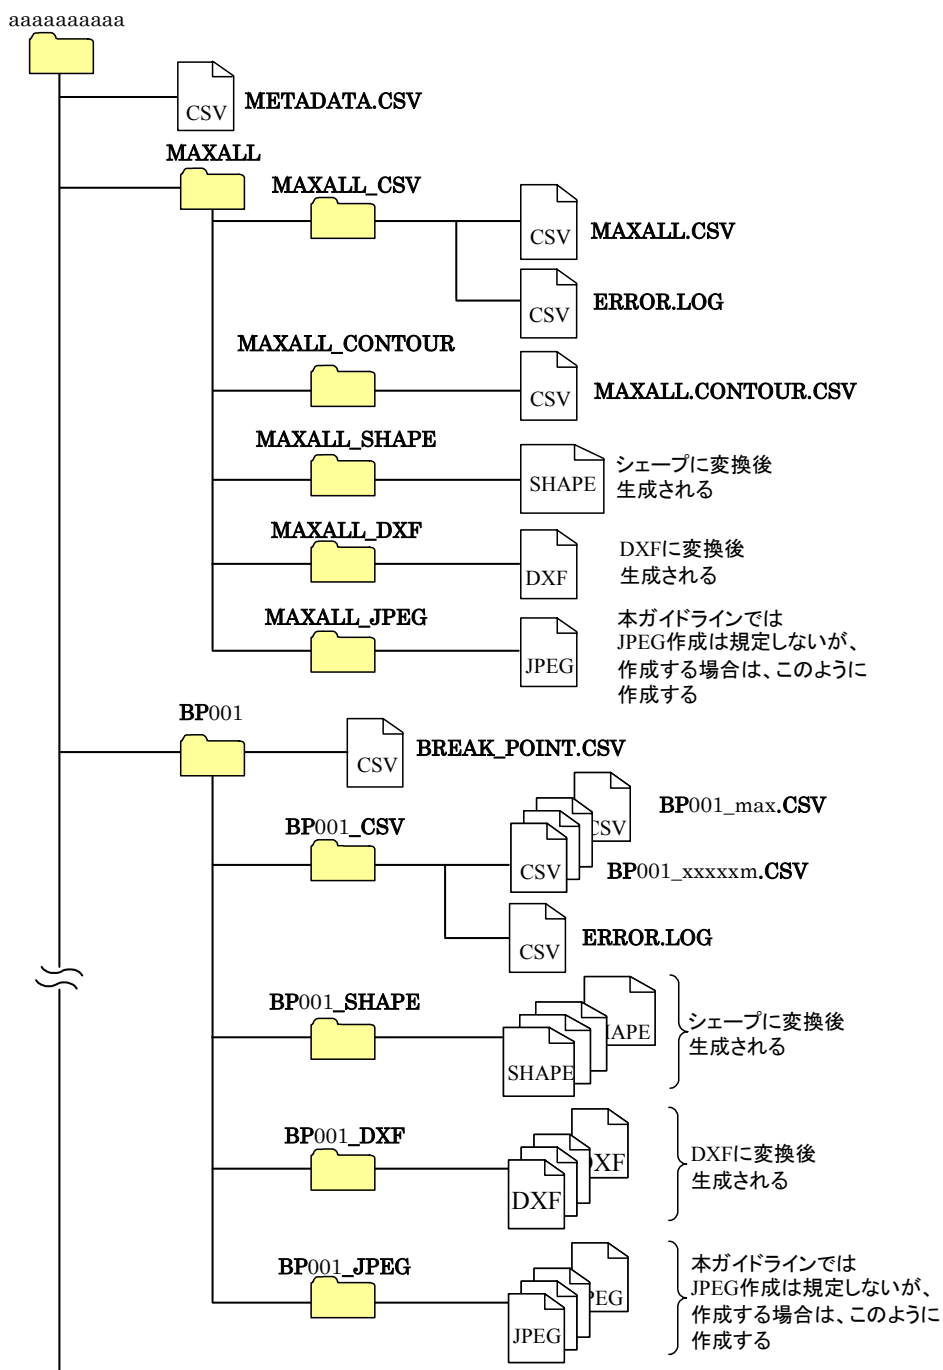 aaaaaaaaaa
CSV
METADATA.CSV
MAXALL
MAXALL_CSV
CSV
MAXALL.CSV
CSV
ERROR.LOG
MAXALL_CONTOUR
CSV
MAXALL.CONTOUR.CSV
MAXALL_SHAPE
SHAPE
シェープに変換後
生成される
MAXALL_DXF
DXF
DXFに変換後
生成される
MAXALL_JPEG
JPEG
本ガイドラインでは
JPEG作成は規定しないが、
作成する場合は、このように
作成する
BP001
CSV
BREAK_POINT.CSV
BP001_CSV
CSV
BP001_max.CSV
CSV
BP001_xxxxxm.CSV
CSV
ERROR.LOG
BP001_SHAPE
HAPE
SHAPE
シェープに変換後
生成される
BP001_DXF
DXF
DXF
DXFに変換後
生成される
BP001_JPEG
PEG
JPEG
本ガイドラインでは
JPEG作成は規定しないが、
作成する場合は、このように
作成する